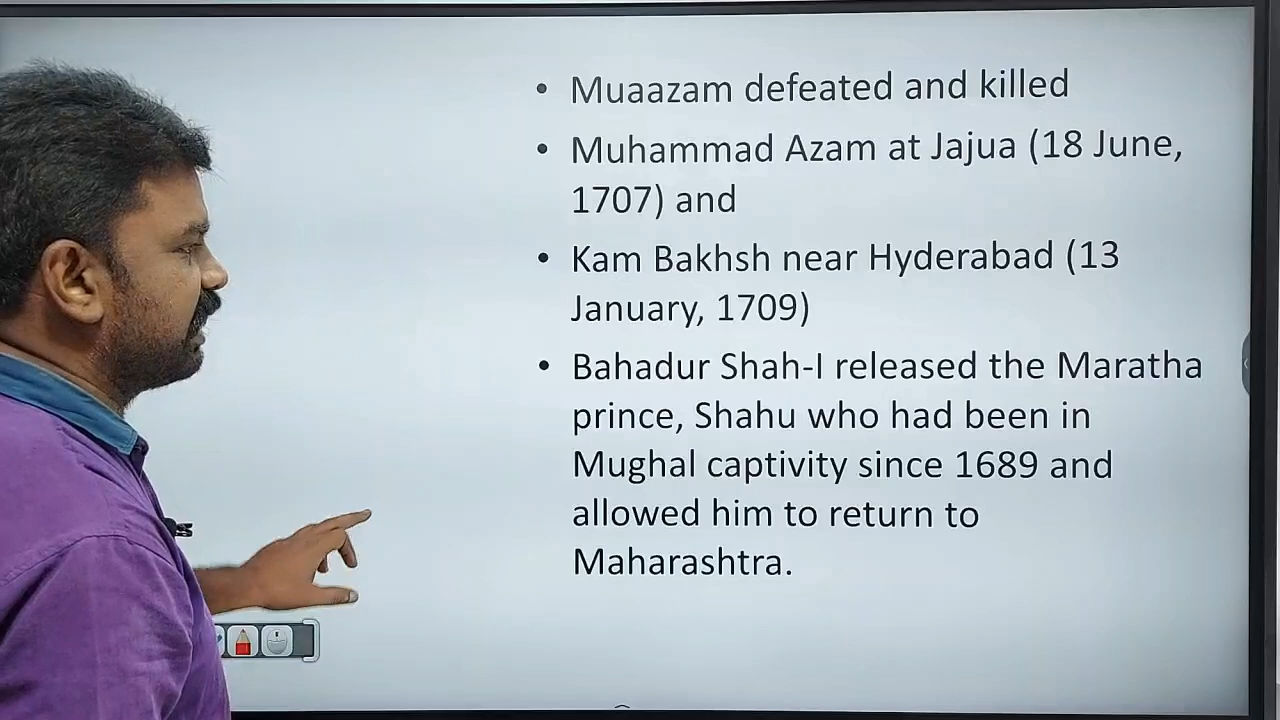 • Muaazam defeated and killed
• Muhammad Azam at Jajua (18 June,
1707) and
• Kam Bakhsh near Hyderabad (13
January, 1709)
• Bahadur Shah-I released the Maratha
prince, Shahu who had been in
Mughal captivity since 1689 and
allowed him to return to
Maharashtra.